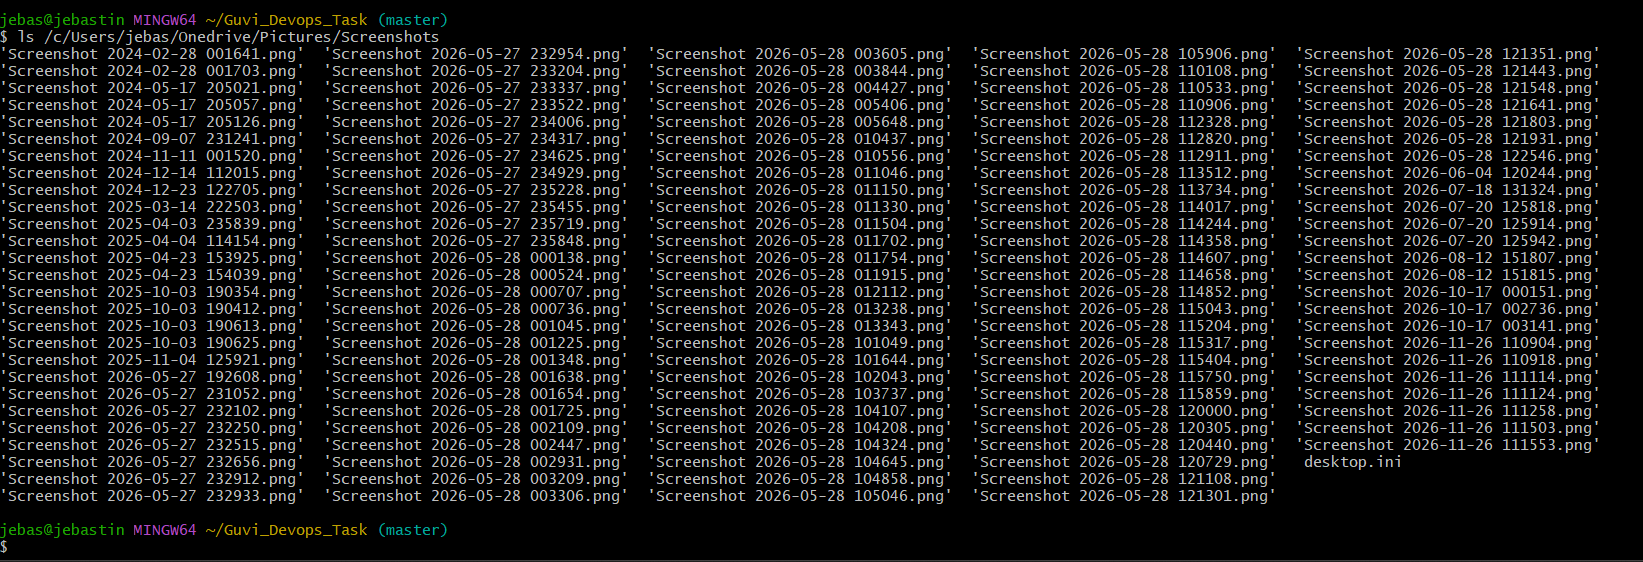 jebas@jebastin MINGW64 ~/Guvi_Devops_Task (master)
$ ls /c/Users/jebas/Onedrive/Pictures/Screenshots
'Screenshot 2024-02-28 001641.png'  'Screenshot 2026-05-27 232954.png'  'Screenshot 2026-05-28 003605.png'  'Screenshot 2026-05-28 105906.png'  'Screenshot 2026-05-28 121351.png'
'Screenshot 2024-02-28 001703.png'  'Screenshot 2026-05-27 233204.png'  'Screenshot 2026-05-28 003844.png'  'Screenshot 2026-05-28 110108.png'  'Screenshot 2026-05-28 121443.png'
'Screenshot 2024-05-17 205021.png'  'Screenshot 2026-05-27 233337.png'  'Screenshot 2026-05-28 004427.png'  'Screenshot 2026-05-28 110533.png'  'Screenshot 2026-05-28 121548.png'
'Screenshot 2024-05-17 205057.png'  'Screenshot 2026-05-27 233522.png'  'Screenshot 2026-05-28 005406.png'  'Screenshot 2026-05-28 110906.png'  'Screenshot 2026-05-28 121641.png'
'Screenshot 2024-05-17 205126.png'  'Screenshot 2026-05-27 234006.png'  'Screenshot 2026-05-28 005648.png'  'Screenshot 2026-05-28 112328.png'  'Screenshot 2026-05-28 121803.png'
'Screenshot 2024-09-07 231241.png'  'Screenshot 2026-05-27 234317.png'  'Screenshot 2026-05-28 010437.png'  'Screenshot 2026-05-28 112820.png'  'Screenshot 2026-05-28 121931.png'
'Screenshot 2024-11-11 001520.png'  'Screenshot 2026-05-27 234625.png'  'Screenshot 2026-05-28 010556.png'  'Screenshot 2026-05-28 112911.png'  'Screenshot 2026-05-28 122546.png'
'Screenshot 2024-12-14 112015.png'  'Screenshot 2026-05-27 234929.png'  'Screenshot 2026-05-28 011046.png'  'Screenshot 2026-05-28 113512.png'  'Screenshot 2026-06-04 120244.png'
'Screenshot 2024-12-23 122705.png'  'Screenshot 2026-05-27 235228.png'  'Screenshot 2026-05-28 011150.png'  'Screenshot 2026-05-28 113734.png'  'Screenshot 2026-07-18 131324.png'
'Screenshot 2025-03-14 222503.png'  'Screenshot 2026-05-27 235455.png'  'Screenshot 2026-05-28 011330.png'  'Screenshot 2026-05-28 114017.png'  'Screenshot 2026-07-20 125818.png'
'Screenshot 2025-04-03 235839.png'  'Screenshot 2026-05-27 235719.png'  'Screenshot 2026-05-28 011504.png'  'Screenshot 2026-05-28 114244.png'  'Screenshot 2026-07-20 125914.png'
'Screenshot 2025-04-04 114154.png'  'Screenshot 2026-05-27 235848.png'  'Screenshot 2026-05-28 011702.png'  'Screenshot 2026-05-28 114358.png'  'Screenshot 2026-07-20 125942.png'
'Screenshot 2025-04-23 153925.png'  'Screenshot 2026-05-28 000138.png'  'Screenshot 2026-05-28 011754.png'  'Screenshot 2026-05-28 114607.png'  'Screenshot 2026-08-12 151807.png'
'Screenshot 2025-04-23 154039.png'  'Screenshot 2026-05-28 000524.png'  'Screenshot 2026-05-28 011915.png'  'Screenshot 2026-05-28 114658.png'  'Screenshot 2026-08-12 151815.png'
'Screenshot 2025-10-03 190354.png'  'Screenshot 2026-05-28 000707.png'  'Screenshot 2026-05-28 012112.png'  'Screenshot 2026-05-28 114852.png'  'Screenshot 2026-10-17 000151.png'
'Screenshot 2025-10-03 190412.png'  'Screenshot 2026-05-28 000736.png'  'Screenshot 2026-05-28 013238.png'  'Screenshot 2026-05-28 115043.png'  'Screenshot 2026-10-17 002736.png'
'Screenshot 2025-10-03 190613.png'  'Screenshot 2026-05-28 001045.png'  'Screenshot 2026-05-28 013343.png'  'Screenshot 2026-05-28 115204.png'  'Screenshot 2026-10-17 003141.png'
'Screenshot 2025-10-03 190625.png'  'Screenshot 2026-05-28 001225.png'  'Screenshot 2026-05-28 101049.png'  'Screenshot 2026-05-28 115317.png'  'Screenshot 2026-11-26 110904.png'
'Screenshot 2025-11-04 125921.png'  'Screenshot 2026-05-28 001348.png'  'Screenshot 2026-05-28 101644.png'  'Screenshot 2026-05-28 115404.png'  'Screenshot 2026-11-26 110918.png'
'Screenshot 2026-05-27 192608.png'  'Screenshot 2026-05-28 001638.png'  'Screenshot 2026-05-28 102043.png'  'Screenshot 2026-05-28 115750.png'  'Screenshot 2026-11-26 111114.png'
'Screenshot 2026-05-27 231052.png'  'Screenshot 2026-05-28 001654.png'  'Screenshot 2026-05-28 103737.png'  'Screenshot 2026-05-28 115859.png'  'Screenshot 2026-11-26 111124.png'
'Screenshot 2026-05-27 232102.png'  'Screenshot 2026-05-28 001725.png'  'Screenshot 2026-05-28 104107.png'  'Screenshot 2026-05-28 120000.png'  'Screenshot 2026-11-26 111258.png'
'Screenshot 2026-05-27 232250.png'  'Screenshot 2026-05-28 002109.png'  'Screenshot 2026-05-28 104208.png'  'Screenshot 2026-05-28 120305.png'  'Screenshot 2026-11-26 111503.png'
'Screenshot 2026-05-27 232515.png'  'Screenshot 2026-05-28 002447.png'  'Screenshot 2026-05-28 104324.png'  'Screenshot 2026-05-28 120440.png'  'Screenshot 2026-11-26 111553.png'
'Screenshot 2026-05-27 232656.png'  'Screenshot 2026-05-28 002931.png'  'Screenshot 2026-05-28 104645.png'  'Screenshot 2026-05-28 120729.png'   desktop.ini
'Screenshot 2026-05-27 232912.png'  'Screenshot 2026-05-28 003209.png'  'Screenshot 2026-05-28 104858.png'  'Screenshot 2026-05-28 121108.png'
'Screenshot 2026-05-27 232933.png'  'Screenshot 2026-05-28 003306.png'  'Screenshot 2026-05-28 105046.png'  'Screenshot 2026-05-28 121301.png'
jebas@jebastin MINGW64 ~/Guvi_Devops_Task (master)
$